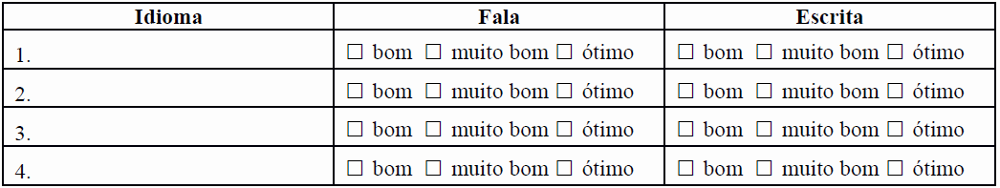 Idioma Fala Escrita
1. ☐ bom ☐ muito bom ☐ ótimo ☐ bom ☐ muito bom ☐ ótimo
2. ☐ bom ☐ muito bom ☐ ótimo ☐ bom ☐ muito bom ☐ ótimo
3. ☐ bom ☐ muito bom ☐ ótimo ☐ bom ☐ muito bom ☐ ótimo
4. ☐ bom ☐ muito bom ☐ ótimo ☐ bom ☐ muito bom ☐ ótimo